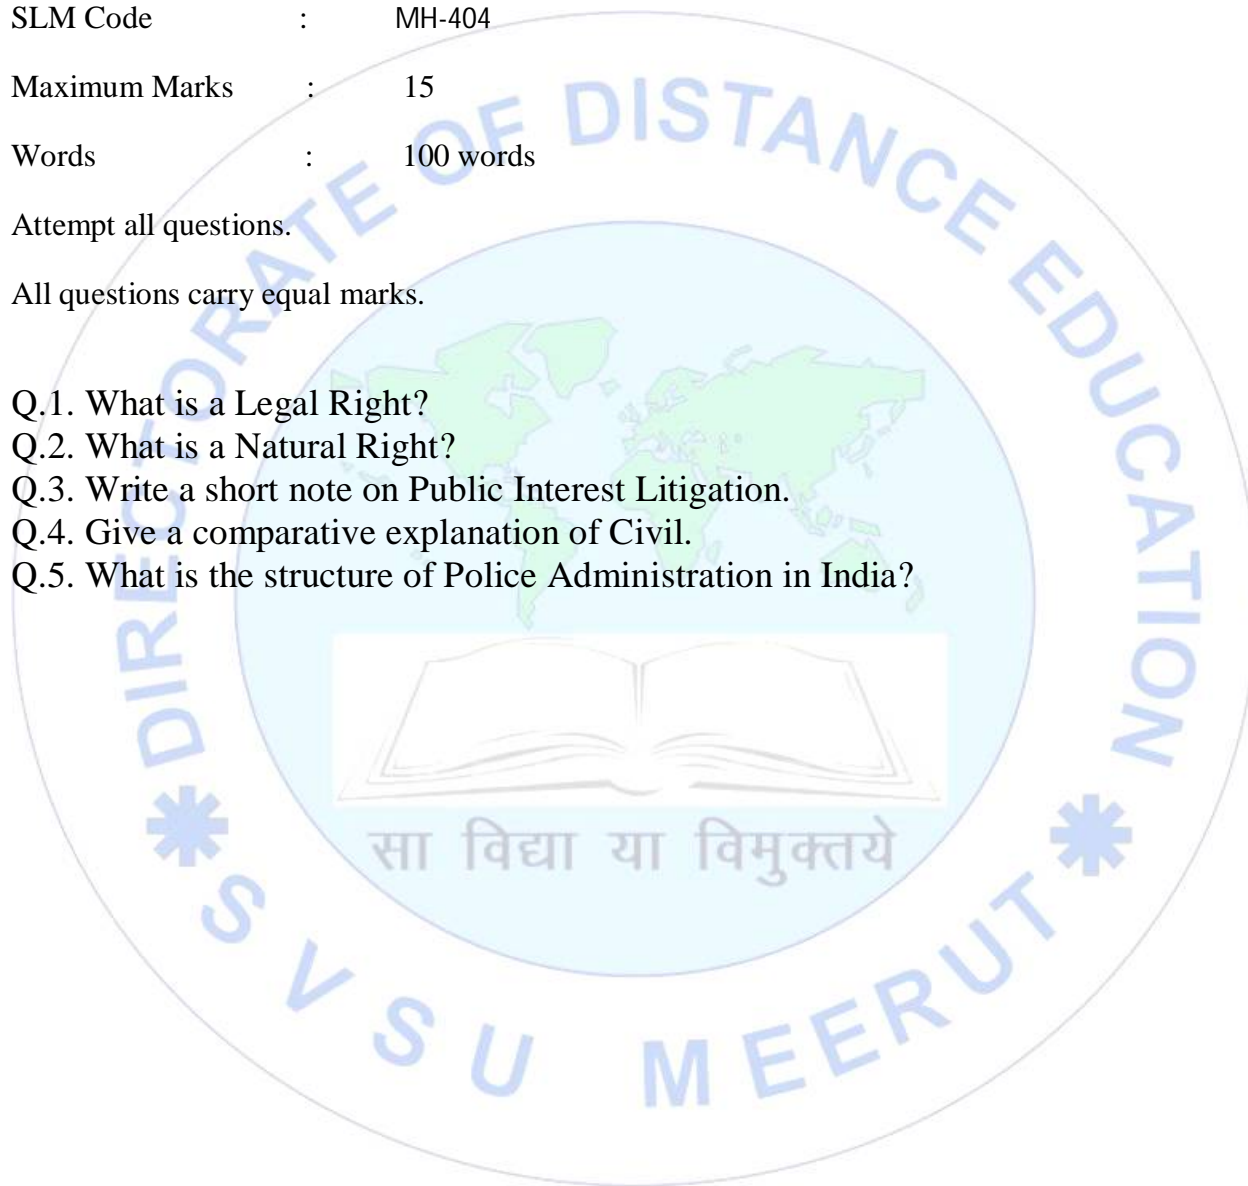 SLM Code : MH-404
Maximum Marks : 15
Words : 100 words
Attempt all questions.
All questions carry equal marks.
Q.1. What is a Legal Right?
Q.2. What is a Natural Right?
Q.3. Write a short note on Public Interest Litigation.
Q.4. Give a comparative explanation of Civil.
Q.5. What is the structure of Police Administration in India?
DIRECTORATE OF DISTANCE EDUCATION
सा विद्या या विमुक्तये
SVSU MEERUT